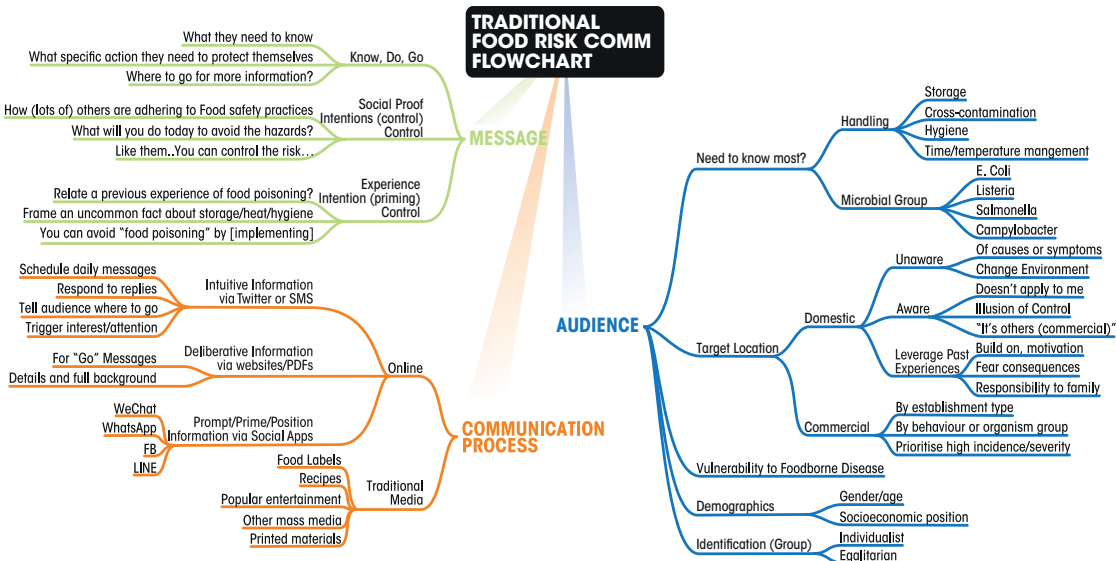 TRADITIONAL
FOOD RISK COMM
FLOWCHART
MESSAGE
Know, Do, Go
What they need to know
What specific action they need to protect themselves
Where to go for more information?
Social Proof
Intentions (control)
Control
How (lots of) others are adhering to Food safety practices
What will you do today to avoid the hazards?
Like them..You can control the risk...
Experience
Intention (priming)
Control
Relate a previous experience of food poisoning?
Frame an uncommon fact about storage/heat/hygiene
You can avoid "food poisoning" by [implementing]
COMMUNICATION
PROCESS
Online
Intuitive Information
via Twitter or SMS
Schedule daily messages
Respond to replies
Tell audience where to go
Trigger interest/attention
Deliberative Information
via websites/PDFs
For "Go" Messages
Details and full background
Prompt/Prime/Position
Information via Social Apps
WeChat
WhatsApp
FB
LINE
Traditional
Media
Food Labels
Recipes
Popular entertainment
Other mass media
Printed materials
AUDIENCE
Need to know most?
Handling
Storage
Cross-contamination
Hygiene
Time/temperature mangement
Microbial Group
E. Coli
Listeria
Salmonella
Campylobacter
Target Location
Domestic
Unaware
Of causes or symptoms
Change Environment
Aware
Doesn't apply to me
Illusion of Control
"It's others (commercial)"
Leverage Past
Experiences
Build on, motivation
Fear consequences
Responsibility to family
Commercial
By establishment type
By behaviour or organism group
Prioritise high incidence/severity
Vulnerability to Foodborne Disease
Demographics
Gender/age
Socioeconomic position
Identification (Group)
Individualist
Egalitarian